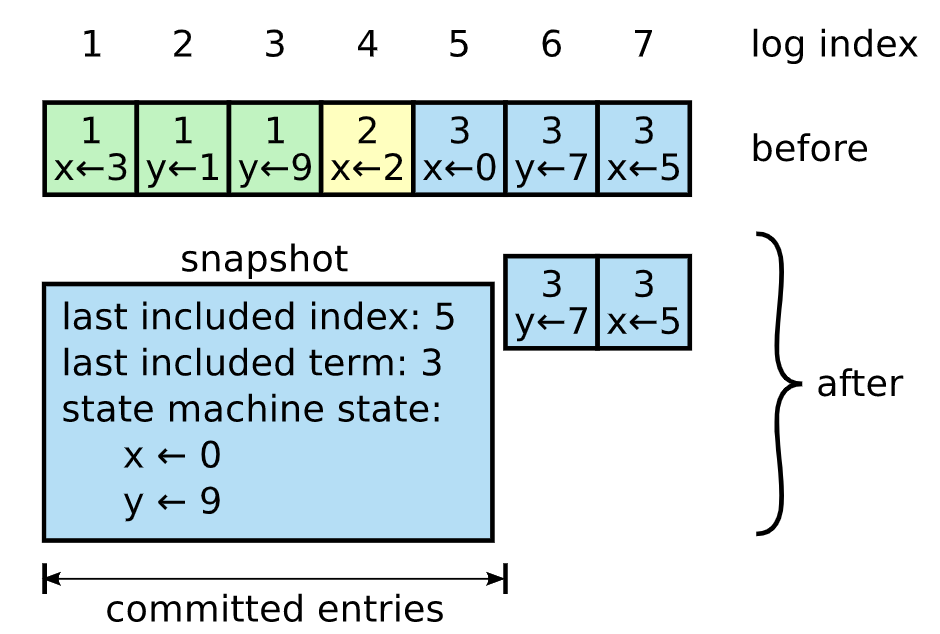 1 2 3 4 5 6 7 log index
1 1 1 2 3 3 3
x←3 y←1 y←9 x←2 x←0 y←7 x←5
before
snapshot
3 3
y←7 x←5
last included index: 5
last included term: 3
state machine state:
x ← 0
y ← 9
after
committed entries